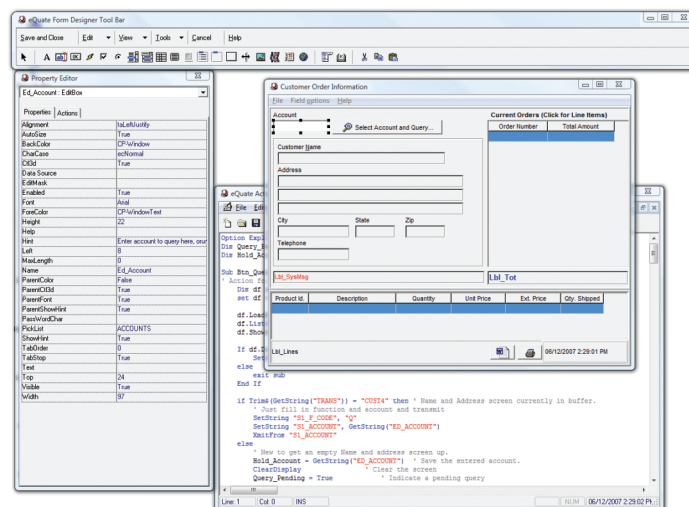 eQuate Form Designer Tool Bar
Save and Close Edit View Tools Cancel Help
Property Editor
Ed_Account : EditBox
Properties Actions
Alignment taLeftJustify
AutoSize True
BackColor CP-Window
CharCase ecNormal
Ctl3d True
Data Source
EditMask
Enabled True
Font Arial
ForeColor CP-WindowText
Height 22
Help
Hint Enter account to query here, or
Left 8
MaxLength 0
Name Ed_Account
ParentColor False
ParentCtl3d True
ParentFont True
ParentShowHint True
PassWordChar
PickList ACCOUNTS
ShowHint True
TabOrder 0
TabStop True
Text
Top 24
Visible True
Width 97
Customer Order Information
File Field options Help
Account
Select Account and Query...
Current Orders (Click for Line Items)
Order Number Total Amount
Customer Name
Address
City State Zip
Telephone
Lbl_SysMsg Lbl_Tot
Product Id. Description Quantity Unit Price Ext. Price Qty. Shipped
Lbl_Lines 06/12/2007 2:29:01 PM
eQuate Ac
File Edi
Option Expl
Dim Query_P
Dim Hold_Ac
Sub Btn_Que
' Action fo
Dim df
set df
df.Load
df.List
df.Show
If df.D
Set
else
exit sub
End If
if Trim$(GetString("TRANS")) = "CUST4" then ' Name and Address screen currently in buffer.
' Just fill in function and account and transmit
SetString "S1_F_CODE", "Q"
SetString "S1_ACCOUNT", GetString("ED_ACCOUNT")
XmitFrom "S1_ACCOUNT"
else
' New to get an empty Name and address screen up.
Hold_Account = GetString("ED_ACCOUNT") ' Save the entered account.
ClearDisplay ' Clear the screen
Query_Pending = True ' Indicate a pending query
Line: 1 Col: 0 INS NUM 06/12/2007 2:29:02 PM